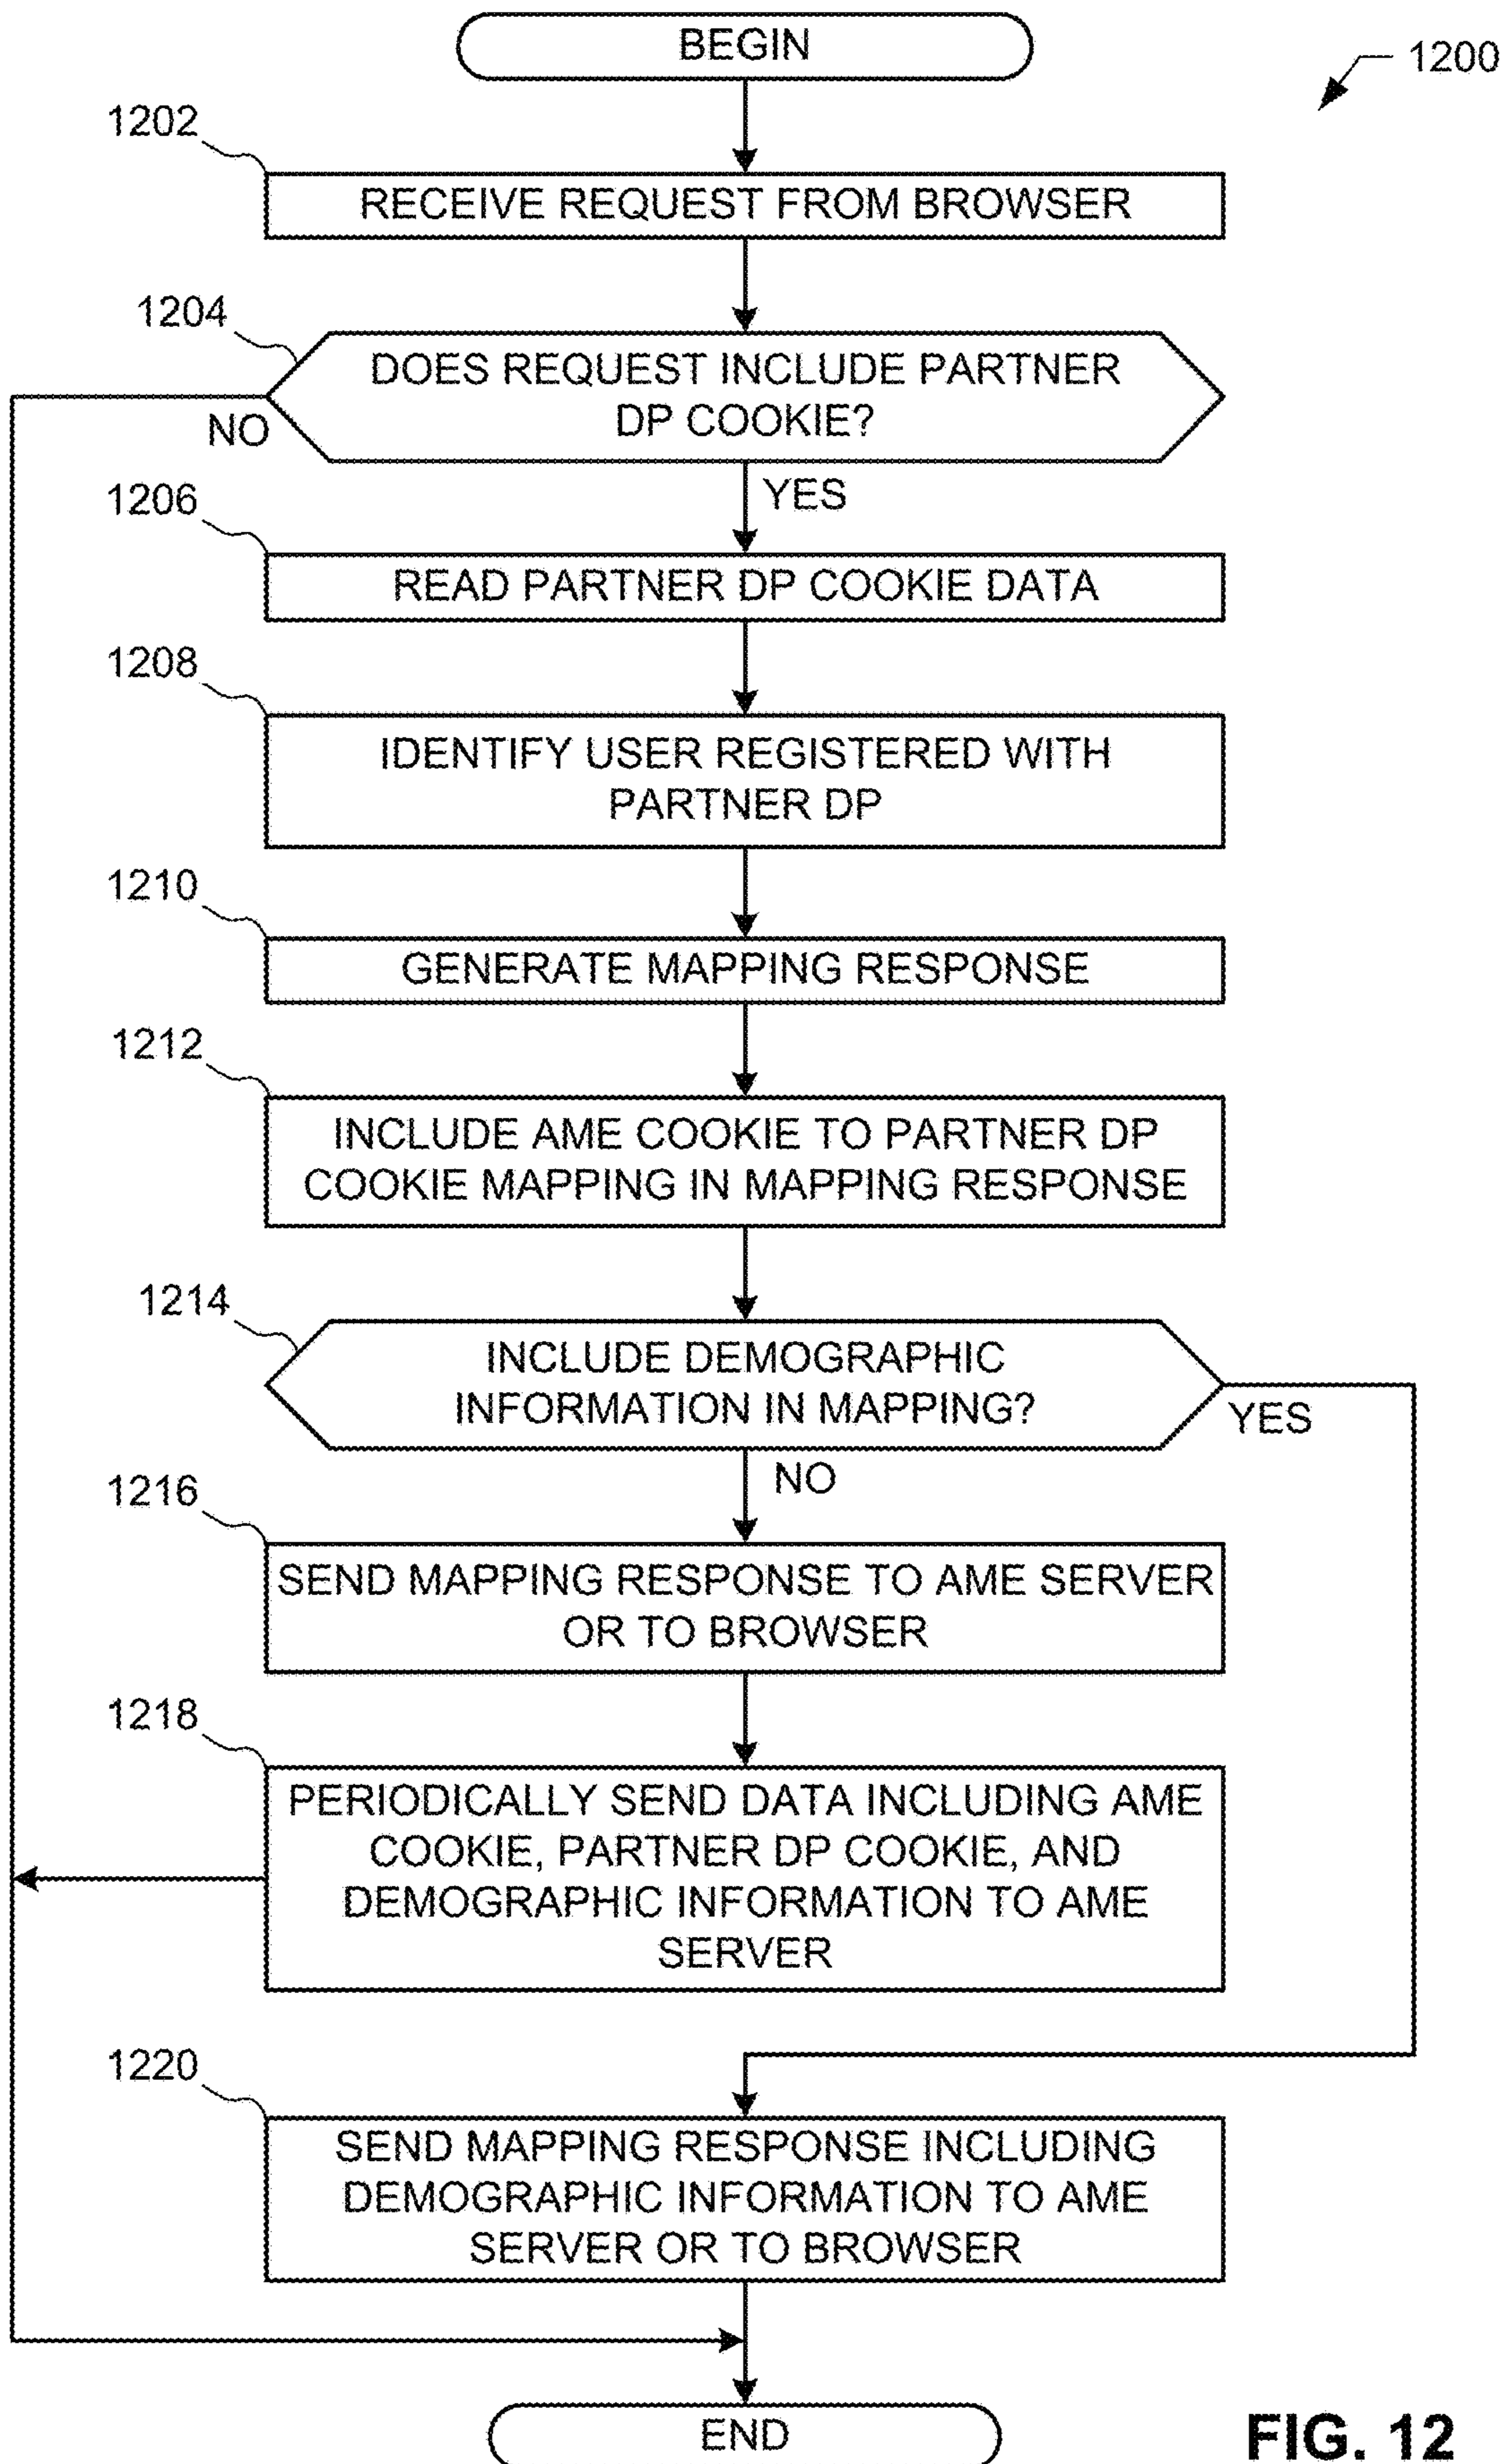 BEGIN
1200
1202
RECEIVE REQUEST FROM BROWSER
1204
DOES REQUEST INCLUDE PARTNER
DP COOKIE?
NO
YES
1206
READ PARTNER DP COOKIE DATA
1208
IDENTIFY USER REGISTERED WITH
PARTNER DP
1210
GENERATE MAPPING RESPONSE
1212
INCLUDE AME COOKIE TO PARTNER DP
COOKIE MAPPING IN MAPPING RESPONSE
1214
INCLUDE DEMOGRAPHIC
INFORMATION IN MAPPING?
YES
NO
1216
SEND MAPPING RESPONSE TO AME SERVER
OR TO BROWSER
1218
PERIODICALLY SEND DATA INCLUDING AME
COOKIE, PARTNER DP COOKIE, AND
DEMOGRAPHIC INFORMATION TO AME
SERVER
1220
SEND MAPPING RESPONSE INCLUDING
DEMOGRAPHIC INFORMATION TO AME
SERVER OR TO BROWSER
END
FIG. 12